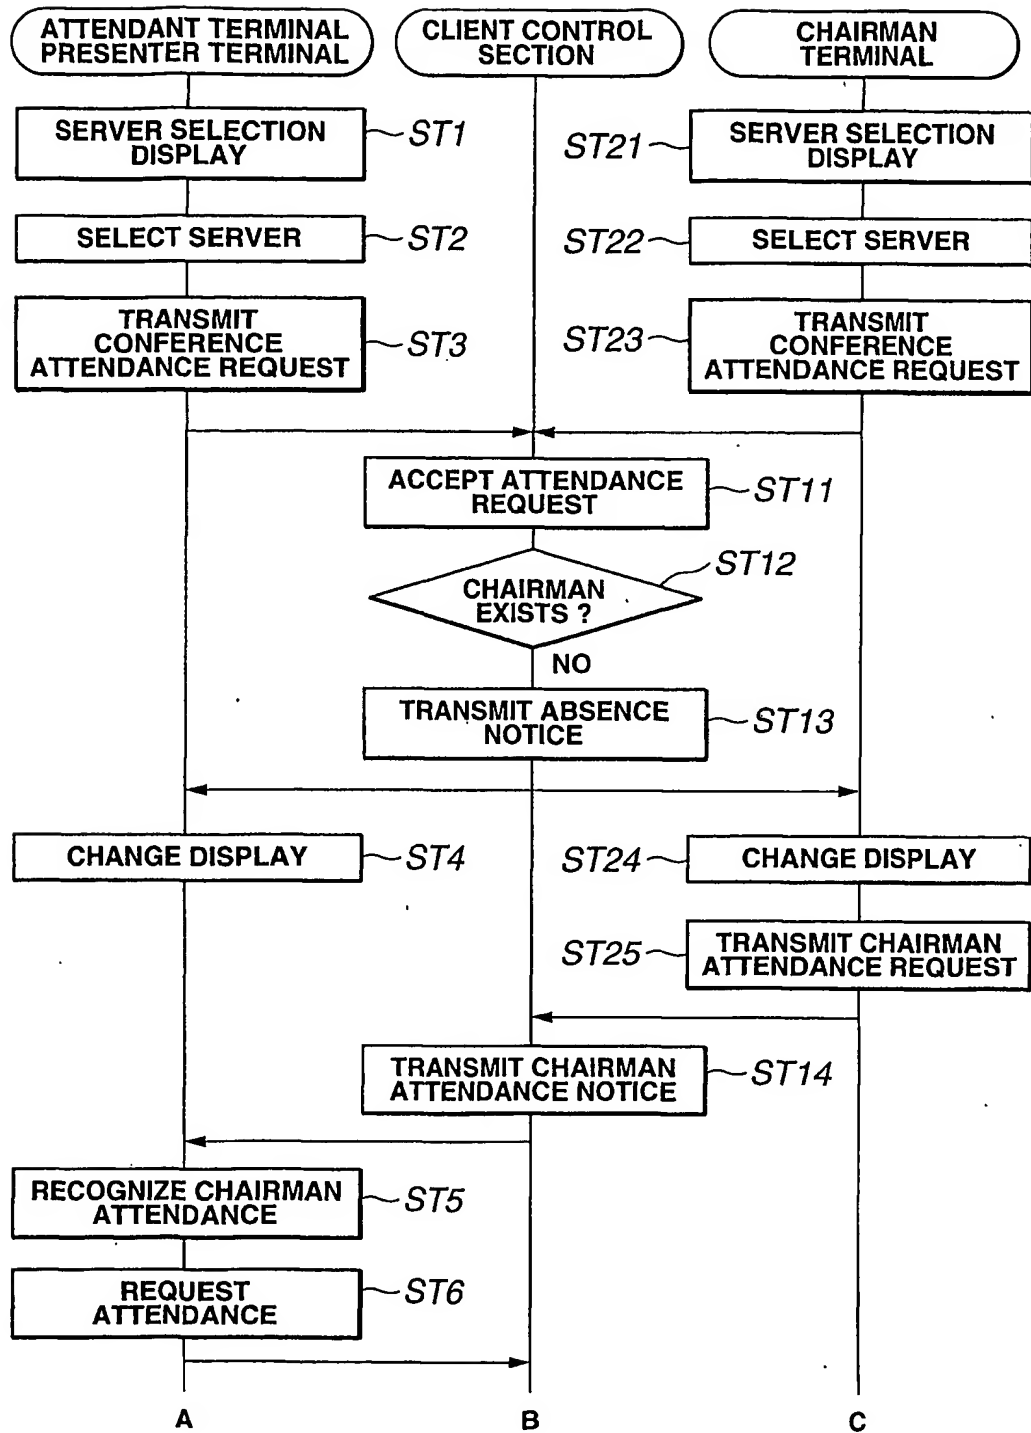 ATTENDANT TERMINAL
PRESENTER TERMINAL
CLIENT CONTROL
SECTION
CHAIRMAN
TERMINAL
SERVER SELECTION
DISPLAY
ST1
ST21
SERVER SELECTION
DISPLAY
SELECT SERVER
ST2
ST22
SELECT SERVER
TRANSMIT
CONFERENCE
ATTENDANCE REQUEST
ST3
ST23
TRANSMIT
CONFERENCE
ATTENDANCE REQUEST
ACCEPT ATTENDANCE
REQUEST
ST11
CHAIRMAN
EXISTS ?
ST12
NO
TRANSMIT ABSENCE
NOTICE
ST13
CHANGE DISPLAY
ST4
ST24
CHANGE DISPLAY
ST25
TRANSMIT CHAIRMAN
ATTENDANCE REQUEST
TRANSMIT CHAIRMAN
ATTENDANCE NOTICE
ST14
RECOGNIZE CHAIRMAN
ATTENDANCE
ST5
REQUEST
ATTENDANCE
ST6
A
B
C